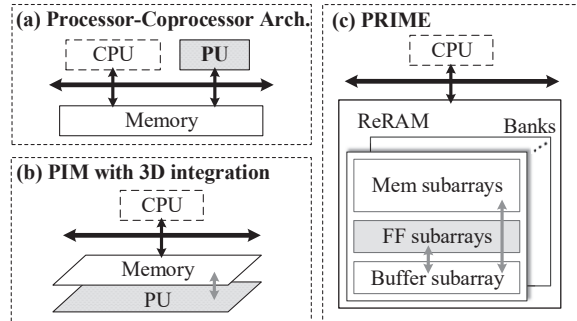 (a) Processor-Coprocessor Arch.
CPU
PU
Memory
(b) PIM with 3D integration
CPU
Memory
PU
(c) PRIME
CPU
ReRAM
Banks
Mem subarrays
FF subarrays
Buffer subarray